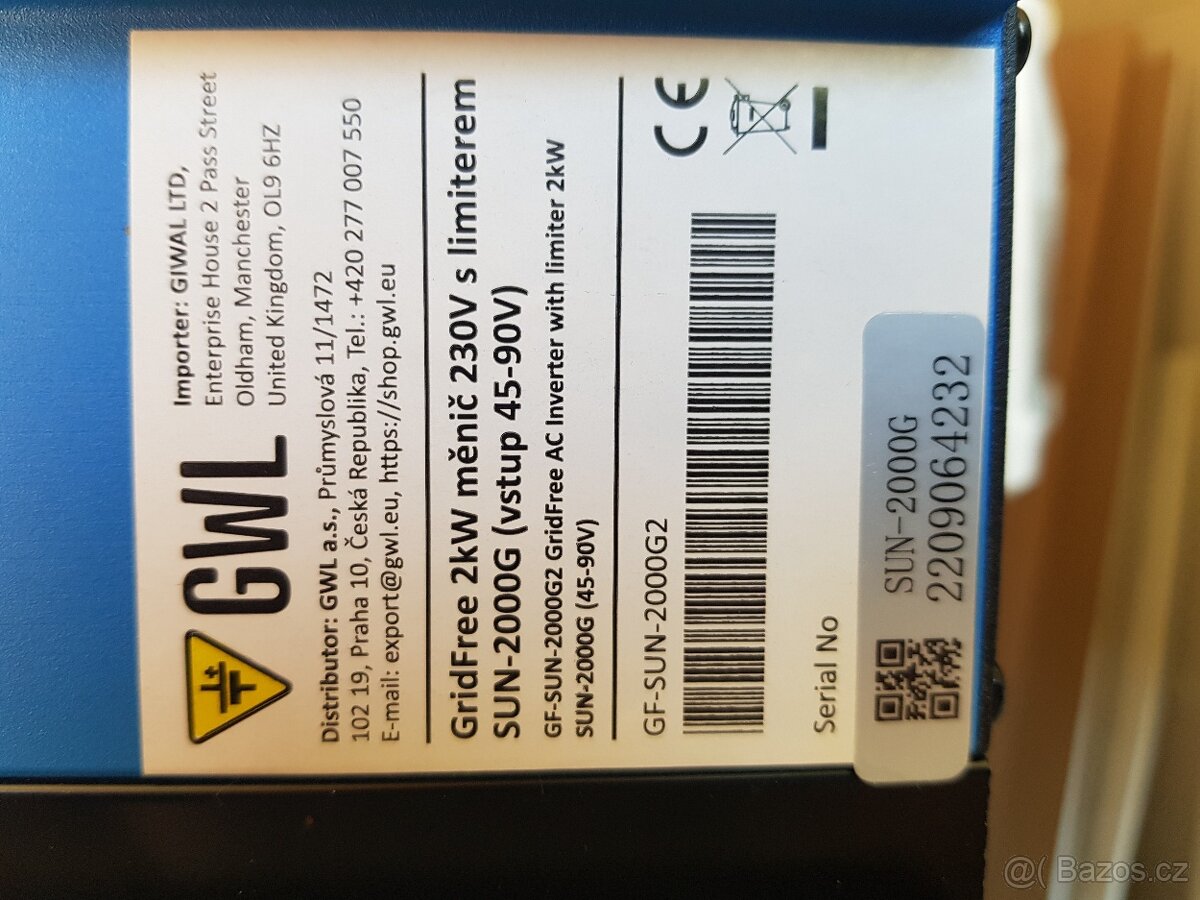 GWL
Importer: GIWAL LTD,
Enterprise House 2 Pass Street
Oldham, Manchester
United Kingdom, OL9 6HZ
Distributor: GWL a.s., Průmyslová 11/1472
102 19, Praha 10, Česká Republika, Tel.: +420 277 007 550
E-mail: export@gwl.eu, https://shop.gwl.eu
GridFree 2kW měnič 230V s limiterem
SUN-2000G (vstup 45-90V)
GF-SUN-2000G2 GridFree AC Inverter with limiter 2kW
SUN-2000G (45-90V)
GF-SUN-2000G2
CE
Serial No
SUN-2000G
2209064232
@( Bazos.cz